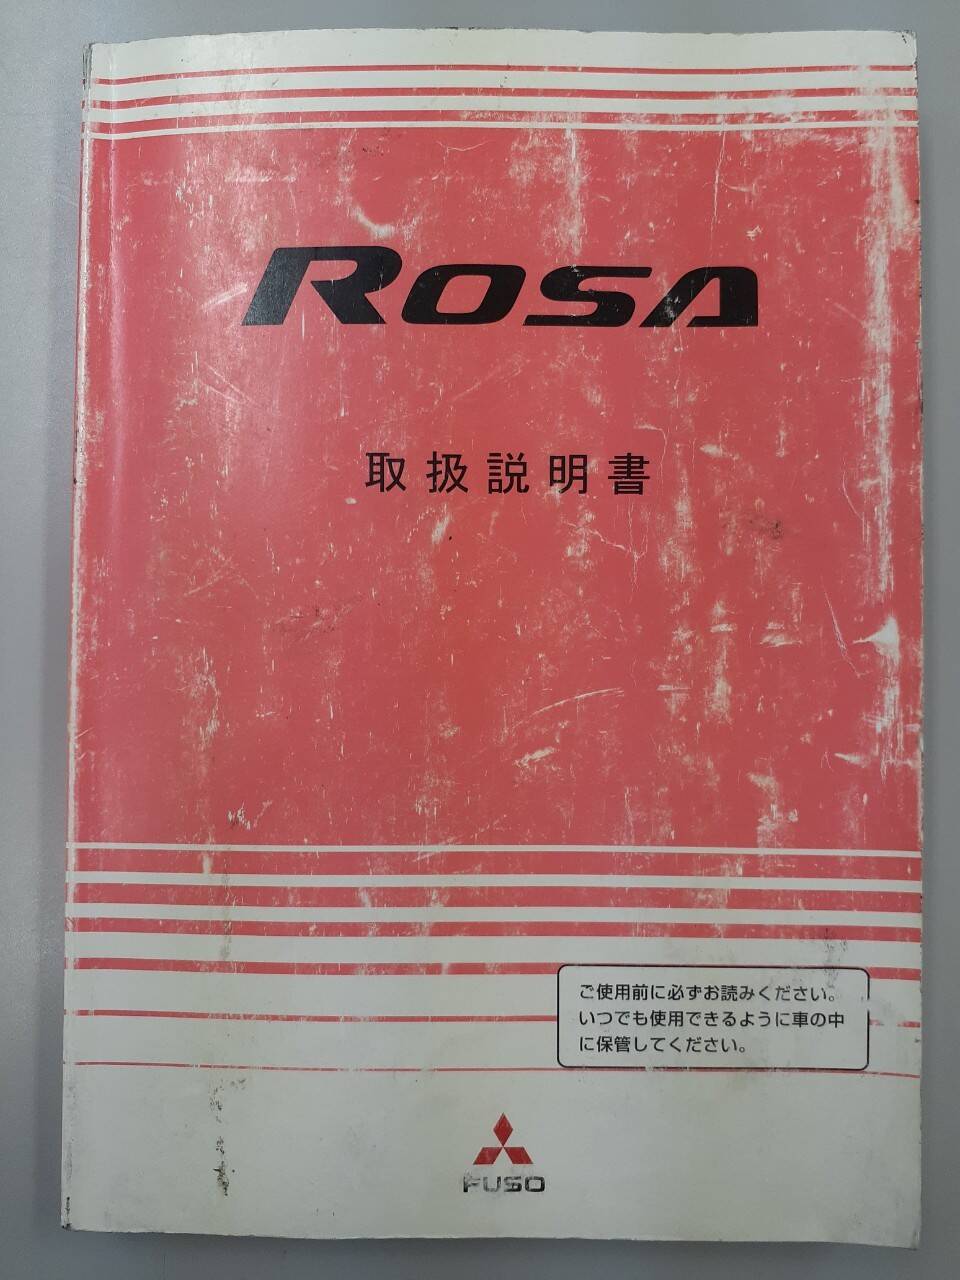 ROSA
取扱説明書
ご使用前に必ずお読みください。
いつでも使用できるように車の中
に保管してください。
FUSO